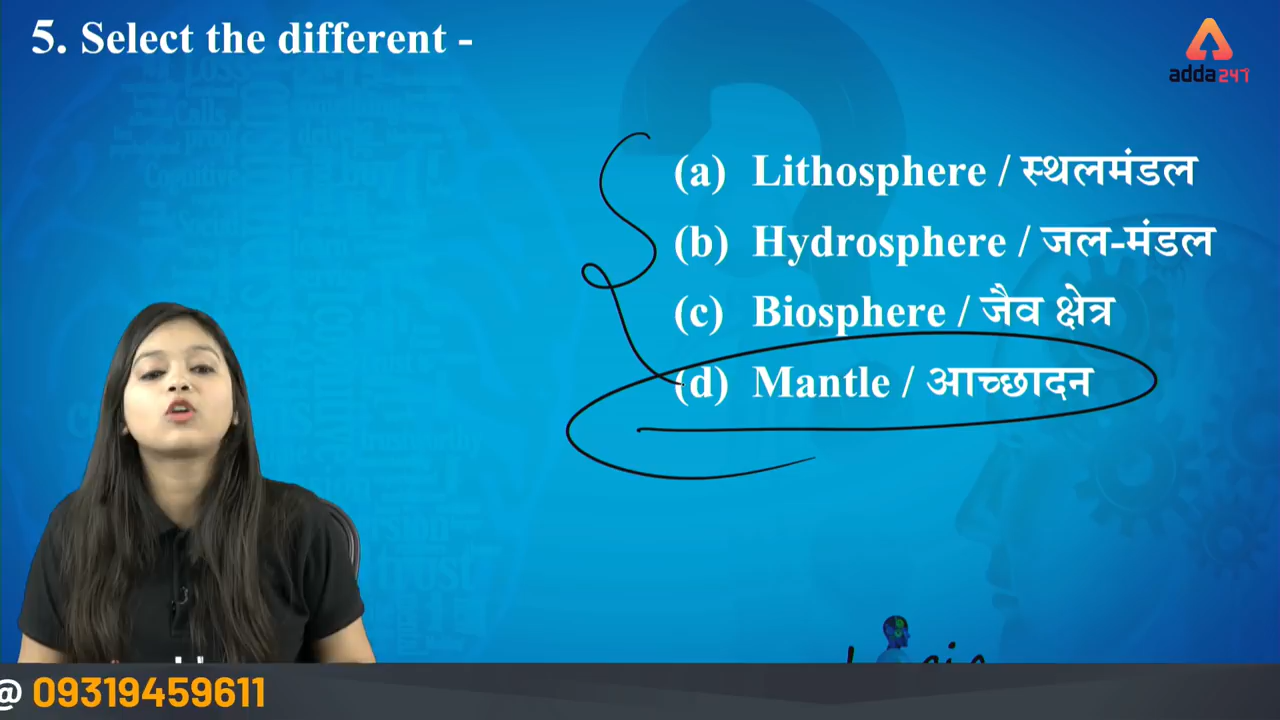 5. Select the different -
adda247
(a) Lithosphere / स्थलमंडल
(b) Hydrosphere / जल-मंडल
(c) Biosphere / जैव क्षेत्र
(d) Mantle / आच्छादन
@ 09319459611